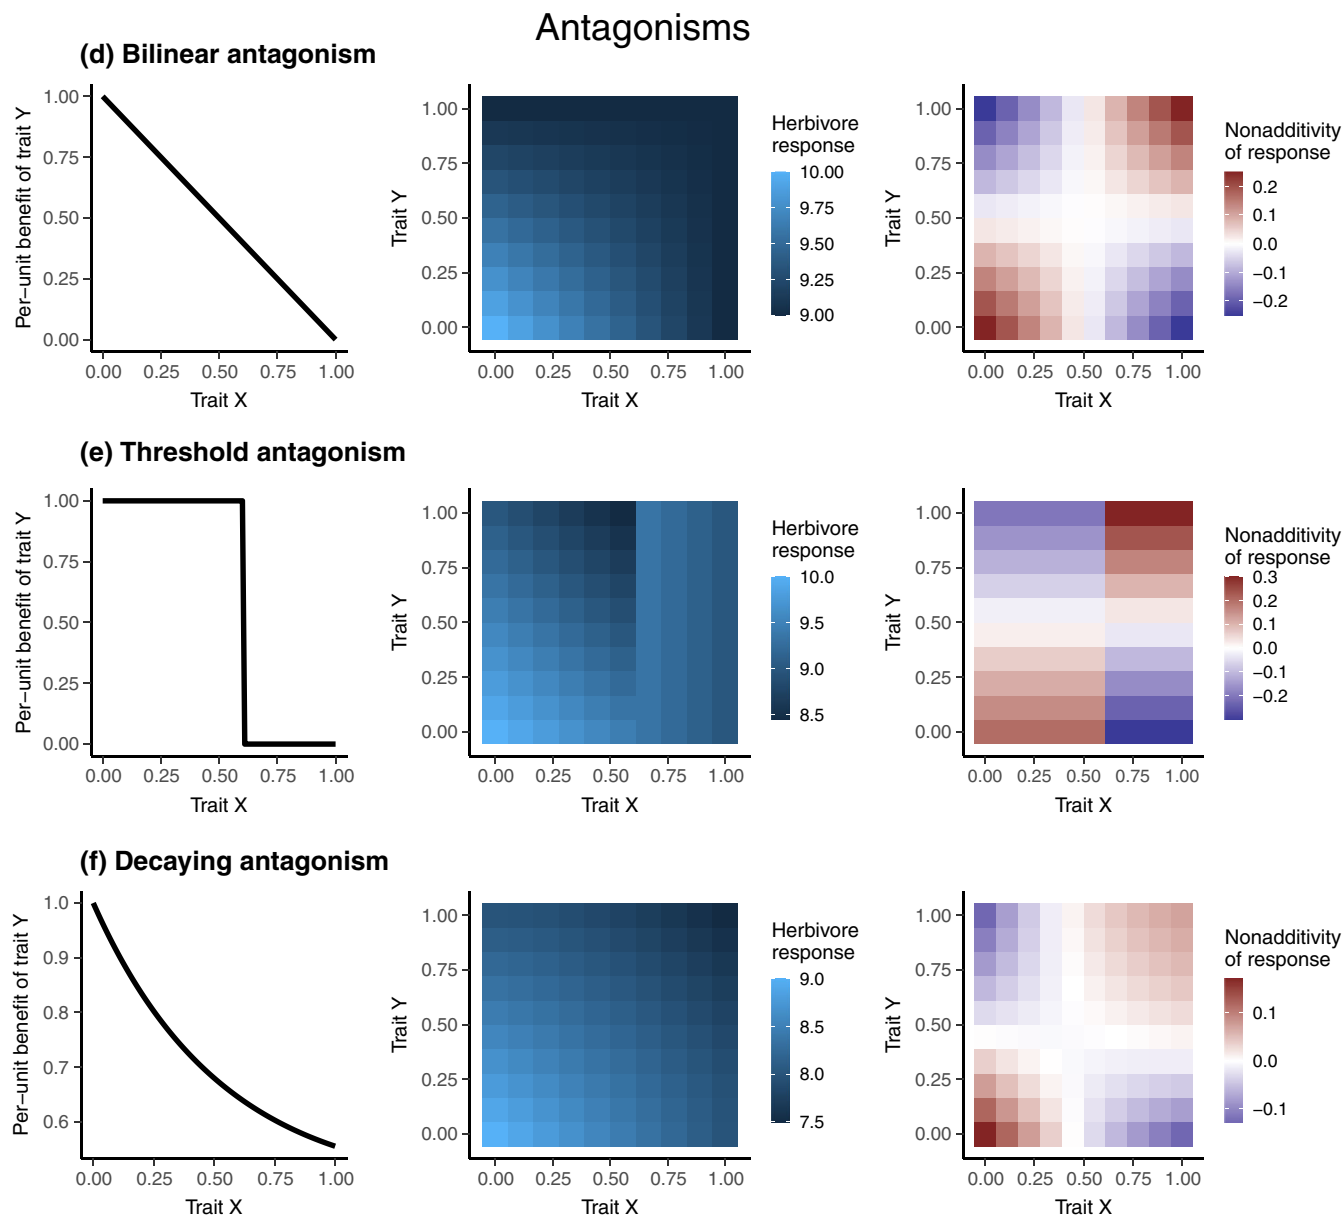 Antagonisms
(d) Bilinear antagonism
Per−unit benefit of trait Y
1.00
0.75
0.50
0.25
0.00
0.00 0.25 0.50 0.75 1.00
Trait X
Trait Y
1.00
0.75
0.50
0.25
0.00
0.00 0.25 0.50 0.75 1.00
Trait X
Herbivore
response
10.00
9.75
9.50
9.25
9.00
Trait Y
1.00
0.75
0.50
0.25
0.00
0.00 0.25 0.50 0.75 1.00
Trait X
Nonadditivity
of response
0.2
0.1
0.0
−0.1
−0.2
(e) Threshold antagonism
Per−unit benefit of trait Y
1.00
0.75
0.50
0.25
0.00
0.00 0.25 0.50 0.75 1.00
Trait X
Trait Y
1.00
0.75
0.50
0.25
0.00
0.00 0.25 0.50 0.75 1.00
Trait X
Herbivore
response
10.0
9.5
9.0
8.5
Trait Y
1.00
0.75
0.50
0.25
0.00
0.00 0.25 0.50 0.75 1.00
Trait X
Nonadditivity
of response
0.3
0.2
0.1
0.0
−0.1
−0.2
(f) Decaying antagonism
Per−unit benefit of trait Y
1.0
0.9
0.8
0.7
0.6
0.00 0.25 0.50 0.75 1.00
Trait X
Trait Y
1.00
0.75
0.50
0.25
0.00
0.00 0.25 0.50 0.75 1.00
Trait X
Herbivore
response
9.0
8.5
8.0
7.5
Trait Y
1.00
0.75
0.50
0.25
0.00
0.00 0.25 0.50 0.75 1.00
Trait X
Nonadditivity
of response
0.1
0.0
−0.1